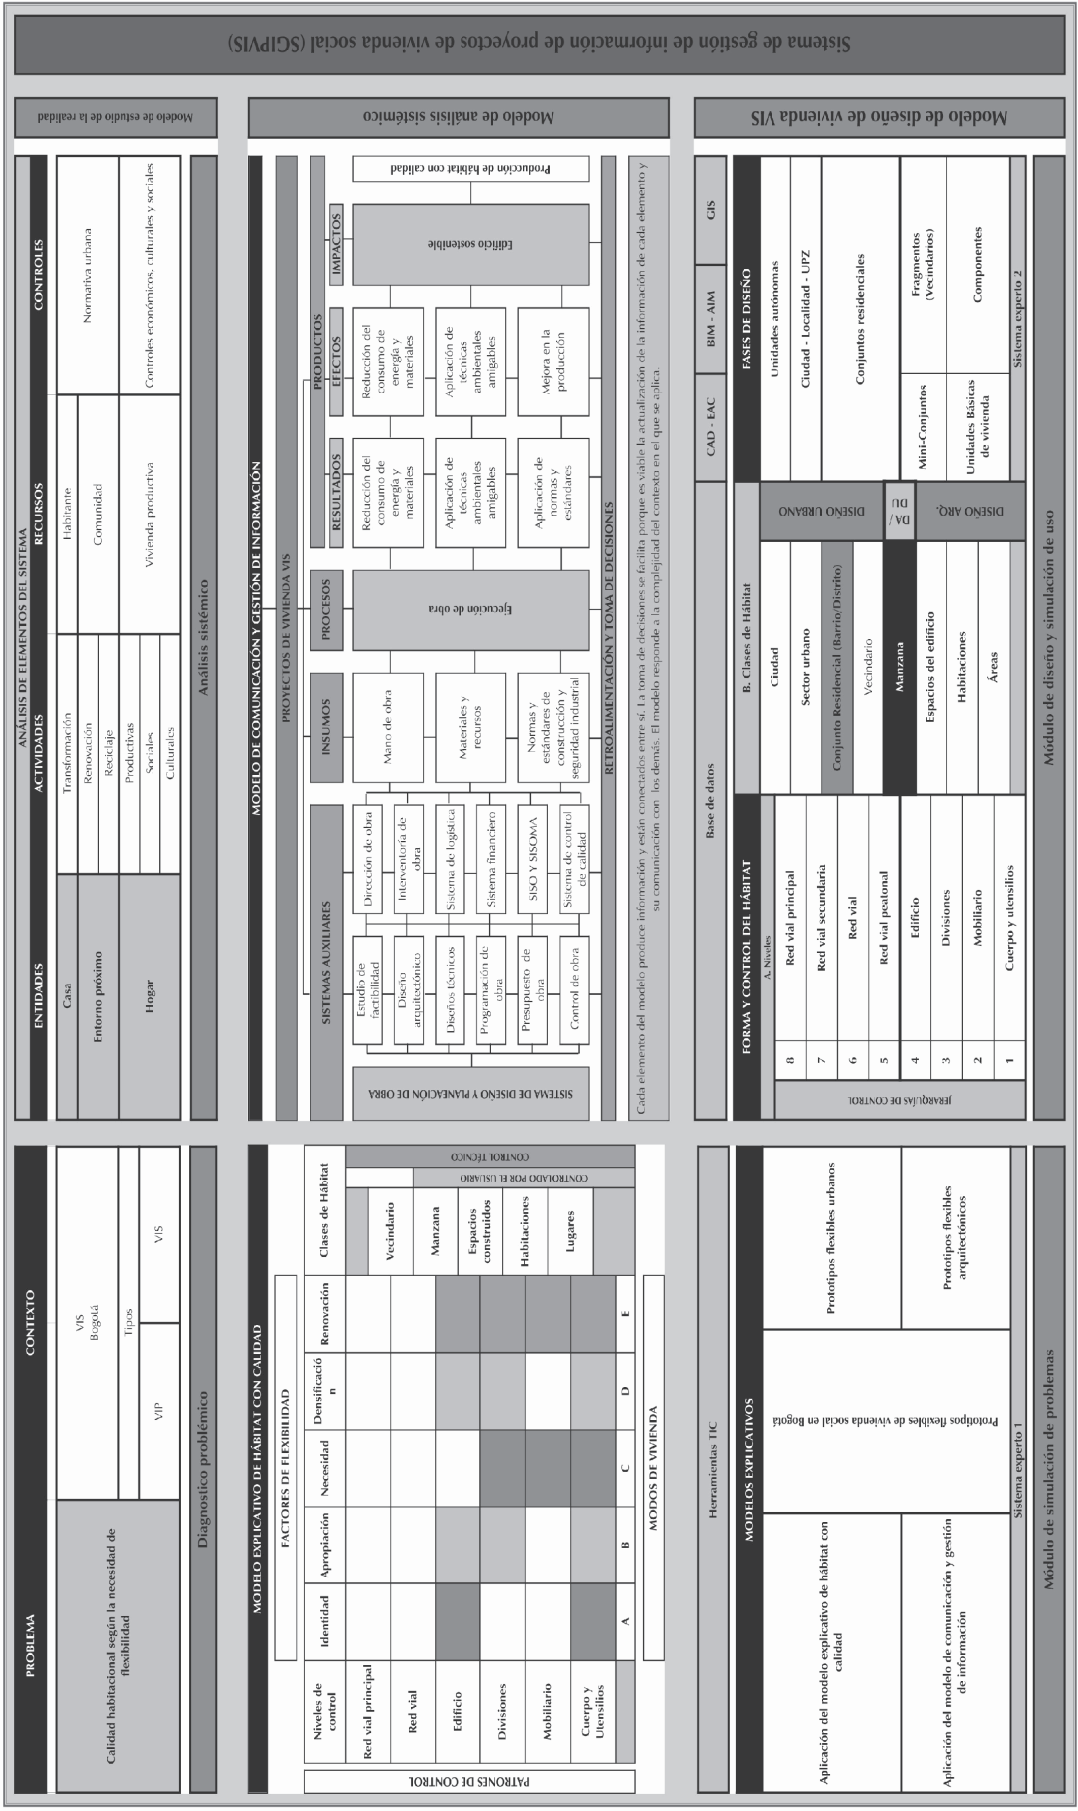 Sistema de gestión de información de proyectos de vivienda social (SGIPVIS)
Modelo de estudio de la realidad
PROBLEMA
CONTEXTO
Calidad habitacional según la necesidad de
flexibilidad
VIS
Bogotá
Tipos
VIP
VIS
Diagnostico problémico
ANÁLISIS DE ELEMENTOS DEL SISTEMA
ENTIDADES
ACTIVIDADES
RECURSOS
CONTROLES
Casa
Entorno próximo
Hogar
Transformación
Renovación
Reciclaje
Productivas
Sociales
Culturales
Habitante
Comunidad
Vivienda productiva
Normativa urbana
Controles económicos, culturales y sociales
Análisis sistémico
Modelo de análisis sistémico
MODELO EXPLICATIVO DE HÁBITAT CON CALIDAD
PATRONES DE CONTROL
FACTORES DE FLEXIBILIDAD
Niveles de
control
Identidad
Apropiación
Necesidad
Densificació
n
Renovación
Clases de Hábitat
Red vial principal
Red vial
Edificio
Divisiones
Mobiliario
Cuerpo y
Utensilios
Vecindario
Manzana
Espacios
construidos
Habitaciones
Lugares
CONTROLADO POR EL USUARIO
CONTROL TÉCNICO
A
B
C
D
E
MODOS DE VIVIENDA
MODELO DE COMUNICACIÓN Y GESTIÓN DE INFORMACIÓN
PROYECTOS DE VIVIENDA VIS
SISTEMAS AUXILIARES
INSUMOS
PROCESOS
PRODUCTOS
RESULTADOS
EFECTOS
IMPACTOS
SISTEMA DE DISEÑO Y PLANEACIÓN DE OBRA
Estudio de
factibilidad
Diseño
arquitectónico
Diseños técnicos
Programación de
obra
Presupuesto de
obra
Control de obra
Dirección de obra
Interventoría de
obra
Sistema de logística
Sistema financiero
SISO Y SISOMA
Sistema de control
de calidad
Mano de obra
Materiales y
recursos
Normas y
estándares de
construcción y
seguridad industrial
Ejecución de obra
Reducción del
consumo de
energía y
materiales
Aplicación de
técnicas
ambientales
amigables
Aplicación de
normas y
estándares
Reducción del
consumo de
energía y
materiales
Aplicación de
técnicas
ambientales
amigables
Mejora en la
producción
Edificio sostenible
Producción de hábitat con calidad
RETROALIMENTACIÓN Y TOMA DE DECISIONES
Cada elemento del modelo produce información y están conectados entre sí. La toma de decisiones se facilita porque es viable la actualización de la información de cada elemento y
su comunicación con los demás. El modelo responde a la complejidad del contexto en el que se aplica.
Modelo de diseño de vivienda VIS
Herramientas TIC
MODELOS EXPLICATIVOS
Aplicación del modelo explicativo de hábitat con
calidad
Aplicación del modelo de comunicación y gestión
de información
Prototipos flexibles de vivienda social en Bogotá
Prototipos flexibles urbanos
Prototipos flexibles
arquitectónicos
Sistema experto 1
Módulo de simulación de problemas
Base de datos
CAD - EAC
BIM - AIM
GIS
FORMA Y CONTROL DEL HÁBITAT
B. Clases de Hábitat
FASES DE DISEÑO
A. Niveles
JERARQUÍAS DE CONTROL
8
Red vial principal
7
Red vial secundaria
6
Red vial
5
Red vial peatonal
4
Edificio
3
Divisiones
2
Mobiliario
1
Cuerpo y utensilios
Ciudad
Sector urbano
Conjunto Residencial (Barrio/Distrito)
Vecindario
Manzana
Espacios del edificio
Habitaciones
Áreas
DISEÑO URBANO
DA /
DU
DISEÑO ARQ.
Unidades autónomas
Ciudad - Localidad - UPZ
Conjuntos residenciales
Mini-Conjuntos
Fragmentos
(Vecindarios)
Unidades Básicas
de vivienda
Componentes
Sistema experto 2
Módulo de diseño y simulación de uso